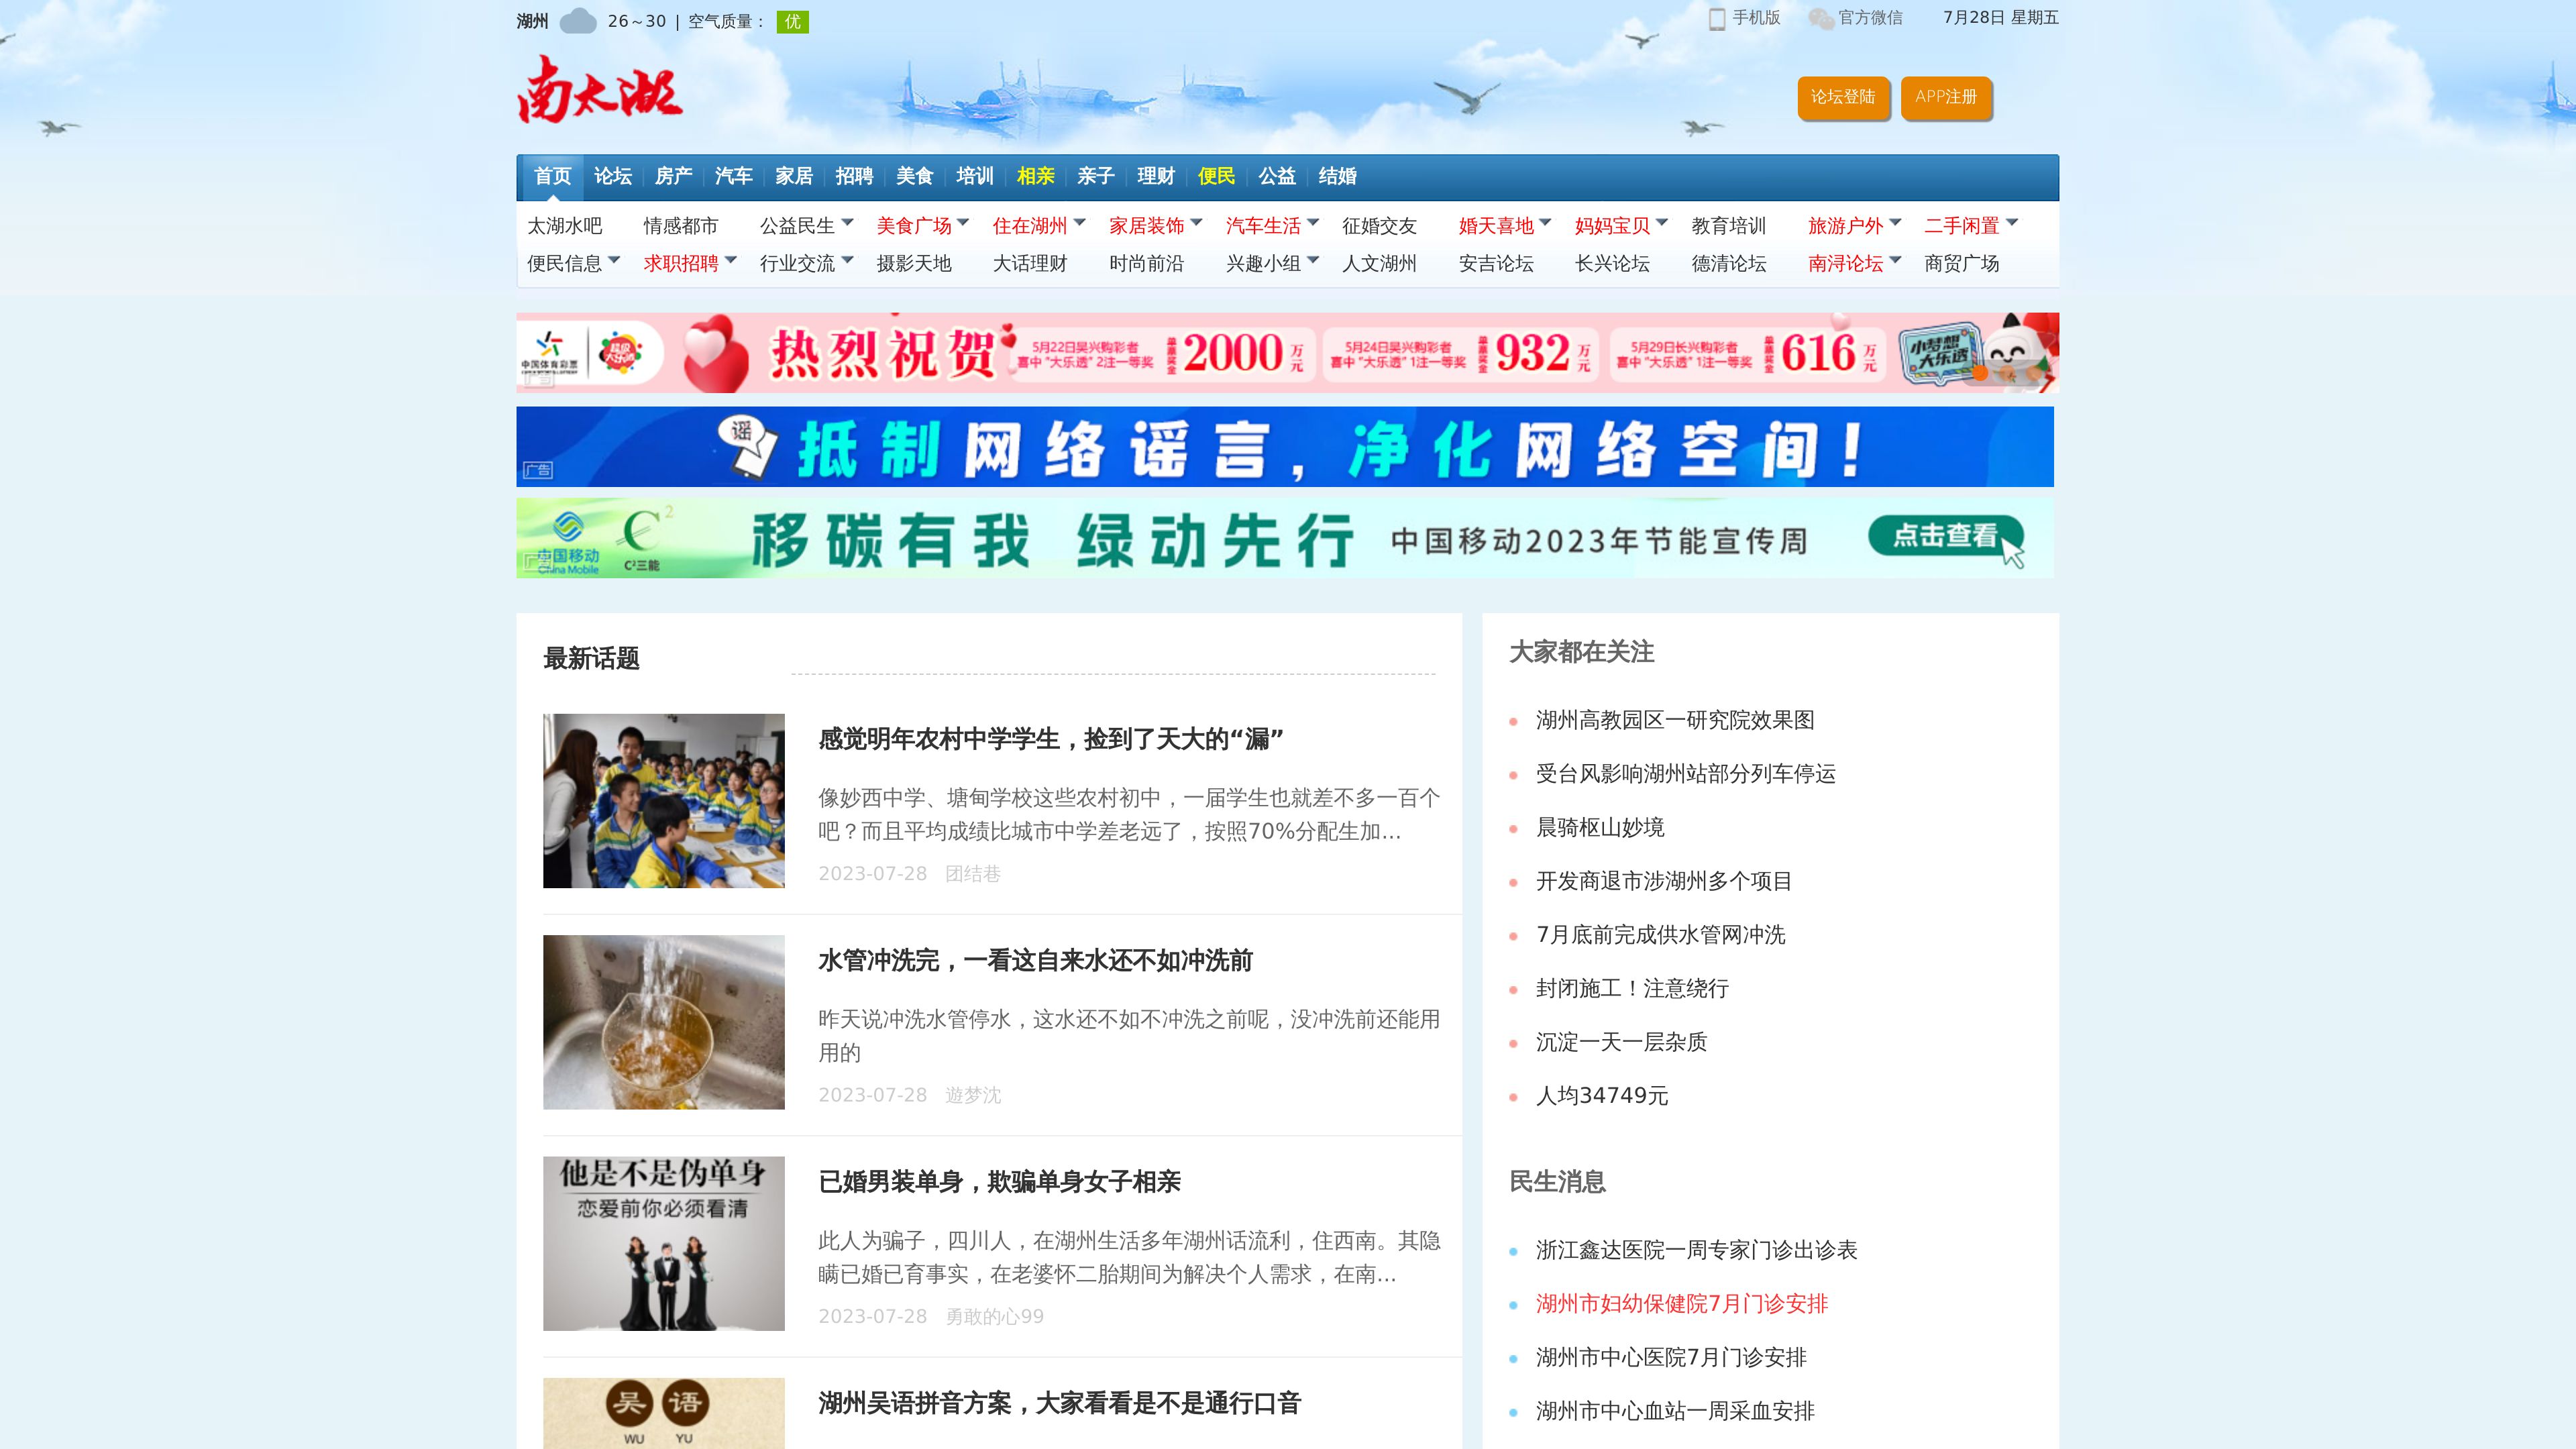 湖州 26～30 | 空气质量： 优
手机版 官方微信 7月28日 星期五
南太湖
论坛登陆 APP注册
首页 论坛 房产 汽车 家居 招聘 美食 培训 相亲 亲子 理财 便民 公益 结婚
太湖水吧 情感都市 公益民生 美食广场 住在湖州 家居装饰 汽车生活 征婚交友 婚天喜地 妈妈宝贝 教育培训 旅游户外 二手闲置
便民信息 求职招聘 行业交流 摄影天地 大话理财 时尚前沿 兴趣小组 人文湖州 安吉论坛 长兴论坛 德清论坛 南浔论坛 商贸广场
中国体育彩票 超级大乐透 热烈祝贺
5月22日吴兴购彩者
喜中“大乐透”2注一等奖
单票奖金 2000 万元
5月24日吴兴购彩者
喜中“大乐透”1注一等奖
单票奖金 932 万元
5月29日长兴购彩者
喜中“大乐透”1注一等奖
单票奖金 616 万元
小梦想
大乐透
广告
谣 抵制网络谣言，净化网络空间！
广告
中国移动
China Mobile
C²三能
移碳有我 绿动先行 中国移动2023年节能宣传周 点击查看
最新话题
感觉明年农村中学学生，捡到了天大的“漏”
像妙西中学、塘甸学校这些农村初中，一届学生也就差不多一百个
吧？而且平均成绩比城市中学差老远了，按照70%分配生加...
2023-07-28 团结巷
水管冲洗完，一看这自来水还不如冲洗前
昨天说冲洗水管停水，这水还不如不冲洗之前呢，没冲洗前还能用
用的
2023-07-28 遊梦沈
他是不是伪单身
恋爱前你必须看清
已婚男装单身，欺骗单身女子相亲
此人为骗子，四川人，在湖州生活多年湖州话流利，住西南。其隐
瞒已婚已育事实，在老婆怀二胎期间为解决个人需求，在南...
2023-07-28 勇敢的心99
吴 语
WU YU
湖州吴语拼音方案，大家看看是不是通行口音
大家都在关注
湖州高教园区一研究院效果图
受台风影响湖州站部分列车停运
晨骑枢山妙境
开发商退市涉湖州多个项目
7月底前完成供水管网冲洗
封闭施工！注意绕行
沉淀一天一层杂质
人均34749元
民生消息
浙江鑫达医院一周专家门诊出诊表
湖州市妇幼保健院7月门诊安排
湖州市中心医院7月门诊安排
湖州市中心血站一周采血安排